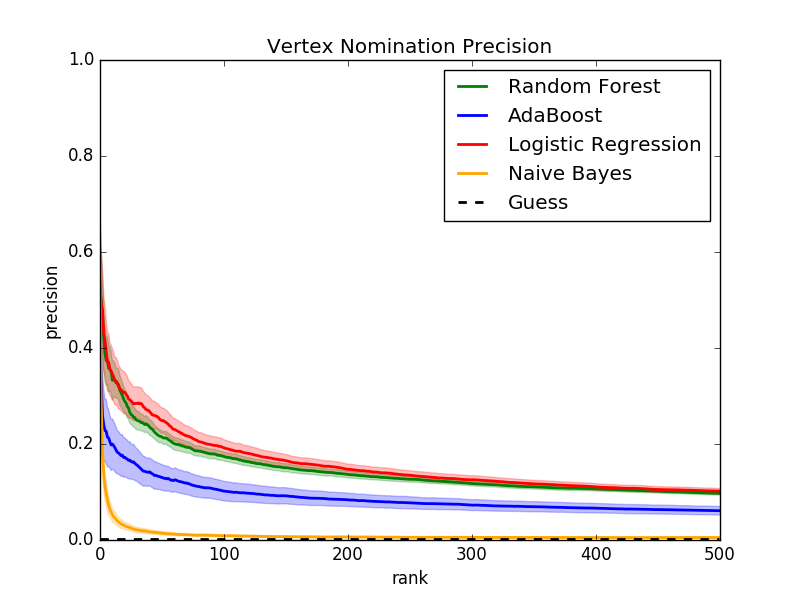 Vertex Nomination Precision
1.0
0.8
0.6
0.4
0.2
0.0
precision
Random Forest
AdaBoost
Logistic Regression
Naive Bayes
Guess
0
100
200
300
400
500
rank